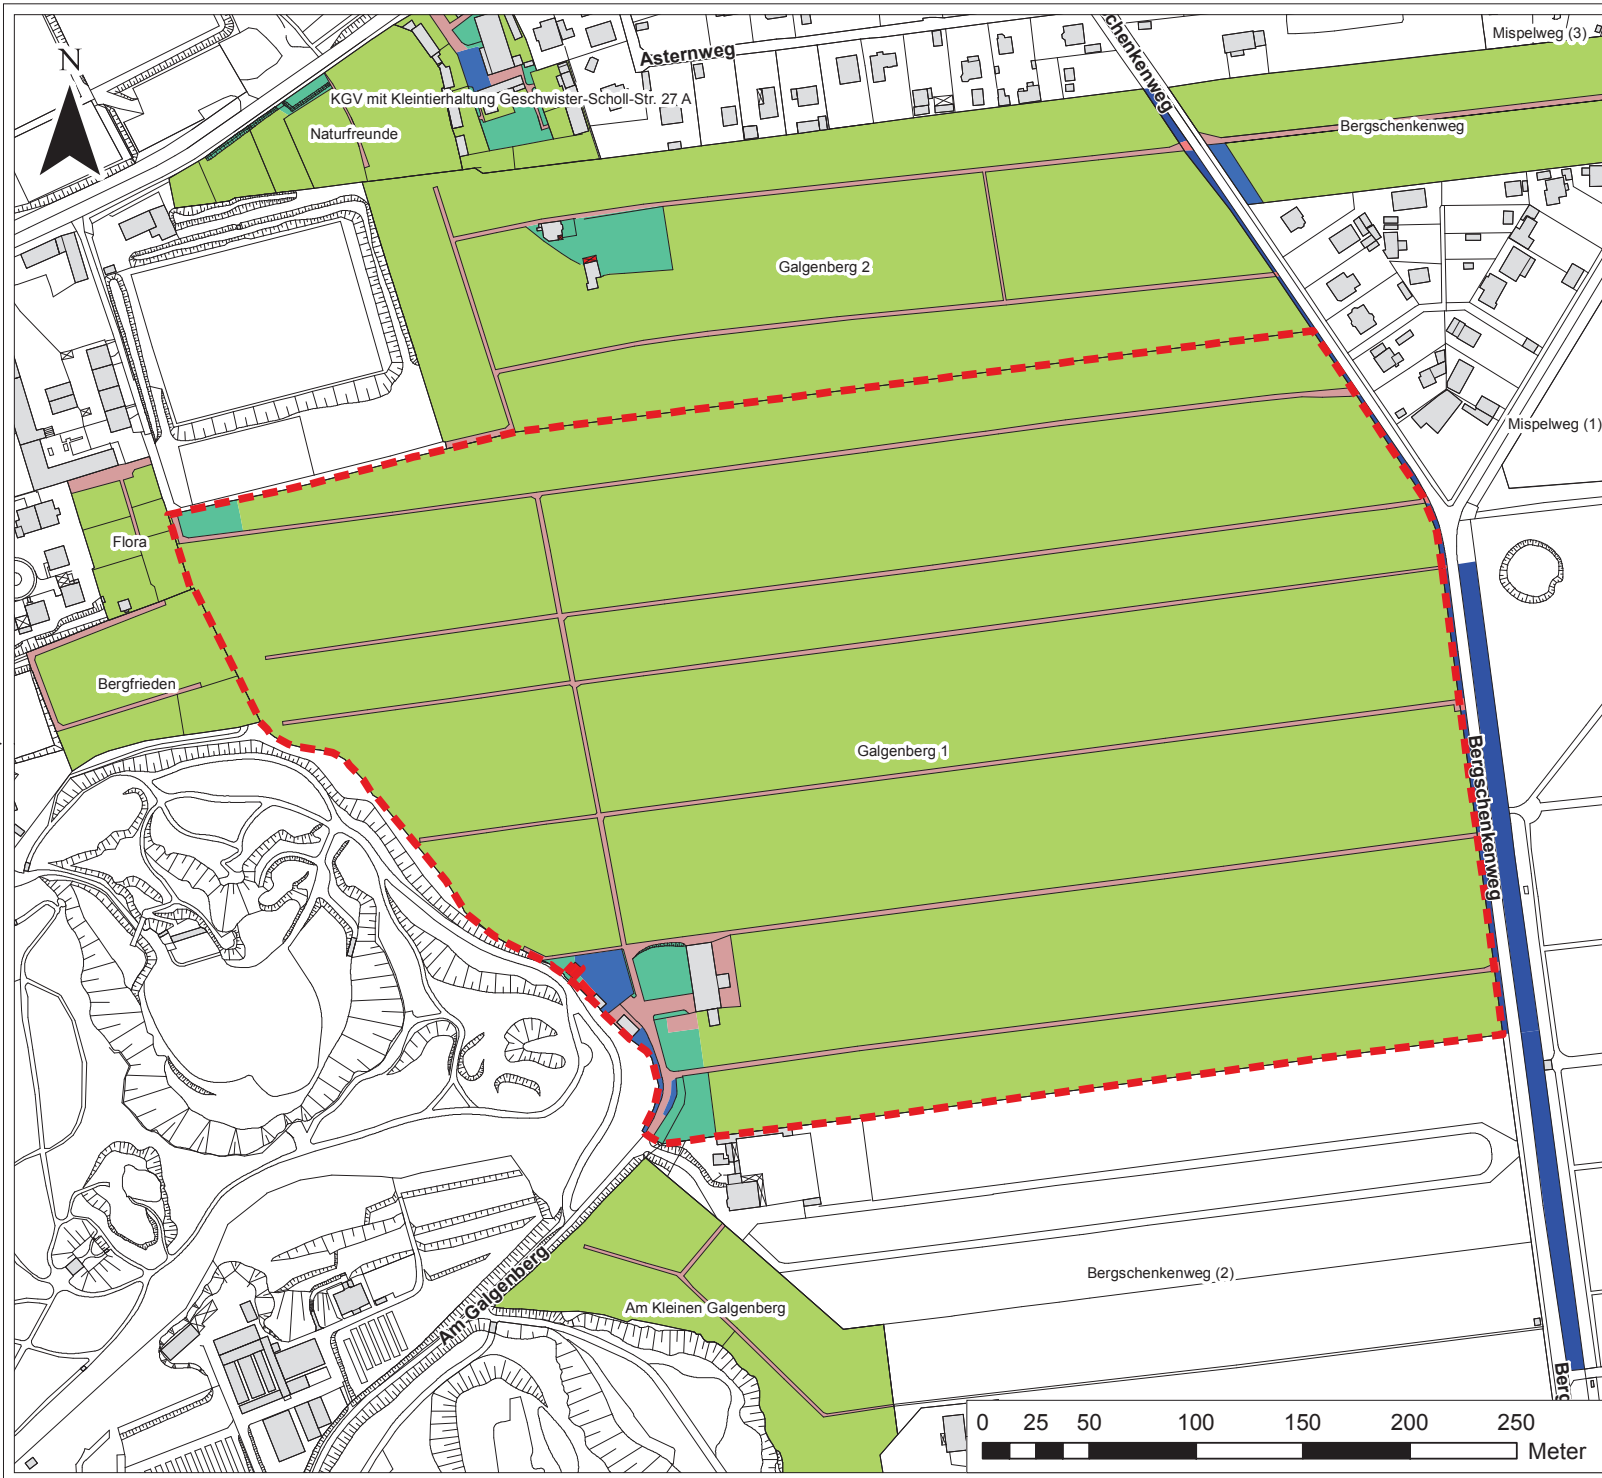 Mispelweg (3)
chenkenweg
Asternweg
N
KGV mit Kleintierhaltung Geschwister-Scholl-Str. 27 A
Naturfreunde
Bergschenkenweg
Galgenberg 2
Mispelweg (1)
Flora
Bergfrieden
Galgenberg 1
Bergschenkenweg
Bergschenkenweg (2)
Am Kleinen Galgenberg
Am Galgenberg
Berg
0 25 50 100 150 200 250
Meter